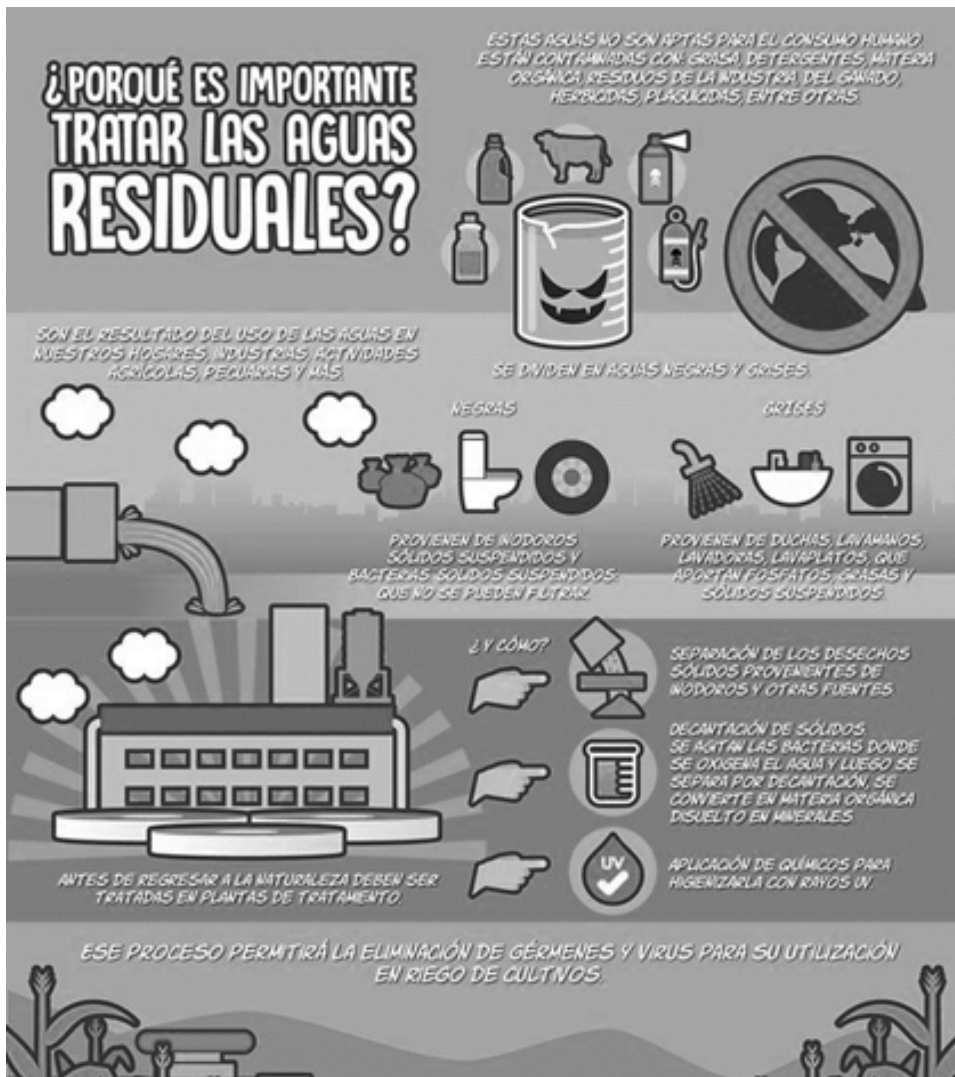 ¿PORQUÉ ES IMPORTANTE
TRATAR LAS AGUAS
RESIDUALES?
ESTAS AGUAS NO SON APTAS PARA EL CONSUMO HUMANO
ESTÁN CONTAMINADAS CON: GRASA, DETERGENTES, MATERIA
ORGÁNICA, RESIDUOS DE LA INDUSTRIA, DEL GANADO,
HERBICIDAS, PLAGUICIDAS, ENTRE OTRAS.
SON EL RESULTADO DEL USO DE LAS AGUAS EN
NUESTROS HOGARES, INDUSTRIAS, ACTIVIDADES
AGRÍCOLAS, PECUARIAS Y MÁS.
SE DIVIDEN EN AGUAS NEGRAS Y GRISES.
NEGRAS
PROVIENEN DE INODOROS
SÓLIDOS SUSPENDIDOS Y
BACTERIAS SÓLIDOS SUSPENDIDOS
QUE NO SE PUEDEN FILTRAR.
GRISES
PROVIENEN DE DUCHAS, LAVAMANOS,
LAVADORAS, LAVAPLATOS, QUE
APORTAN FOSFATOS, GRASAS Y
SÓLIDOS SUSPENDIDOS.
¿Y CÓMO?
SEPARACIÓN DE LOS DESECHOS
SÓLIDOS PROVENIENTES DE
INODOROS Y OTRAS FUENTES.
DECANTACIÓN DE SÓLIDOS
SE AGITAN LAS BACTERIAS DONDE
SE OXIGENA EL AGUA Y LUEGO SE
SEPARA POR DECANTACIÓN, SE
CONVIERTE EN MATERIA ORGÁNICA
DISUELTO EN MINERALES
UV
APLICACIÓN DE QUÍMICOS PARA
HIGIENIZARLA CON RAYOS UV.
ANTES DE REGRESAR A LA NATURALEZA DEBEN SER
TRATADAS EN PLANTAS DE TRATAMIENTO.
ESE PROCESO PERMITIRÁ LA ELIMINACIÓN DE GÉRMENES Y VIRUS PARA SU UTILIZACIÓN
EN RIEGO DE CULTIVOS.